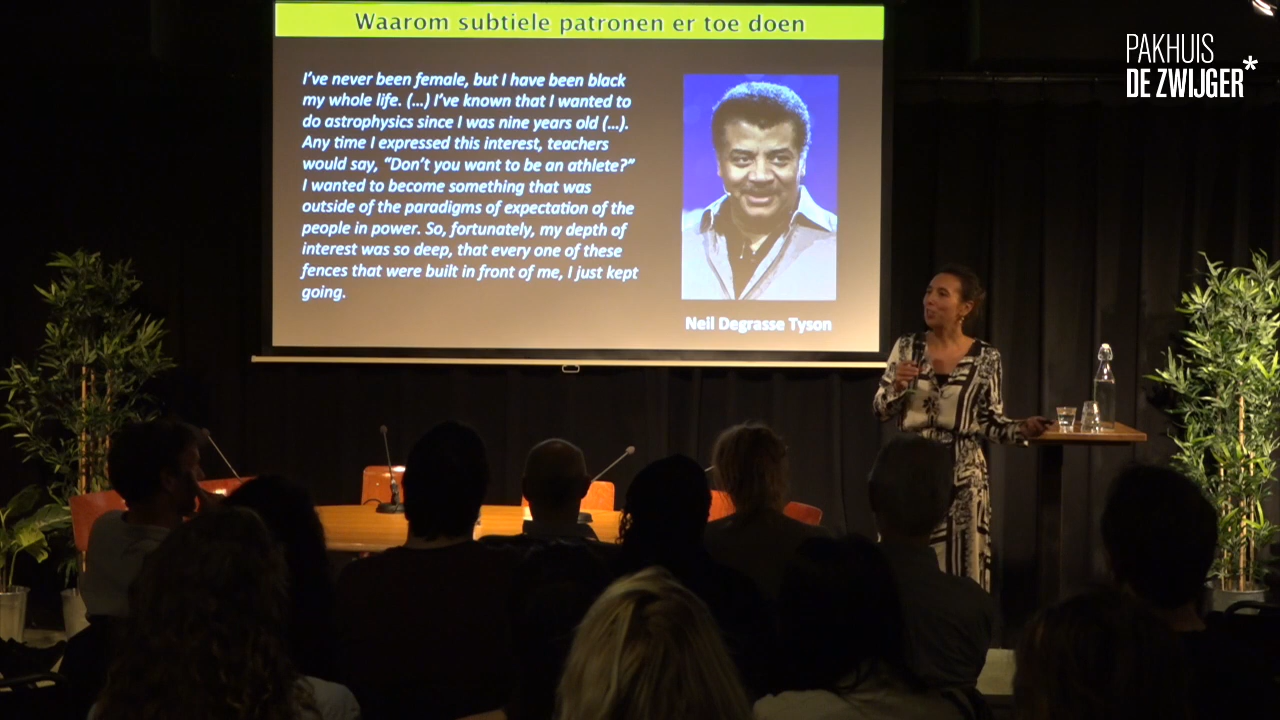 Waarom subtiele patronen er toe doen
PAKHUIS
DE ZWIJGER*
I've never been female, but I have been black
my whole life. (...) I've known that I wanted to
do astrophysics since I was nine years old (...).
Any time I expressed this interest, teachers
would say, "Don't you want to be an athlete?"
I wanted to become something that was
outside of the paradigms of expectation of the
people in power. So, fortunately, my depth of
interest was so deep, that every one of these
fences that were built in front of me, I just kept
going.
Neil Degrasse Tyson